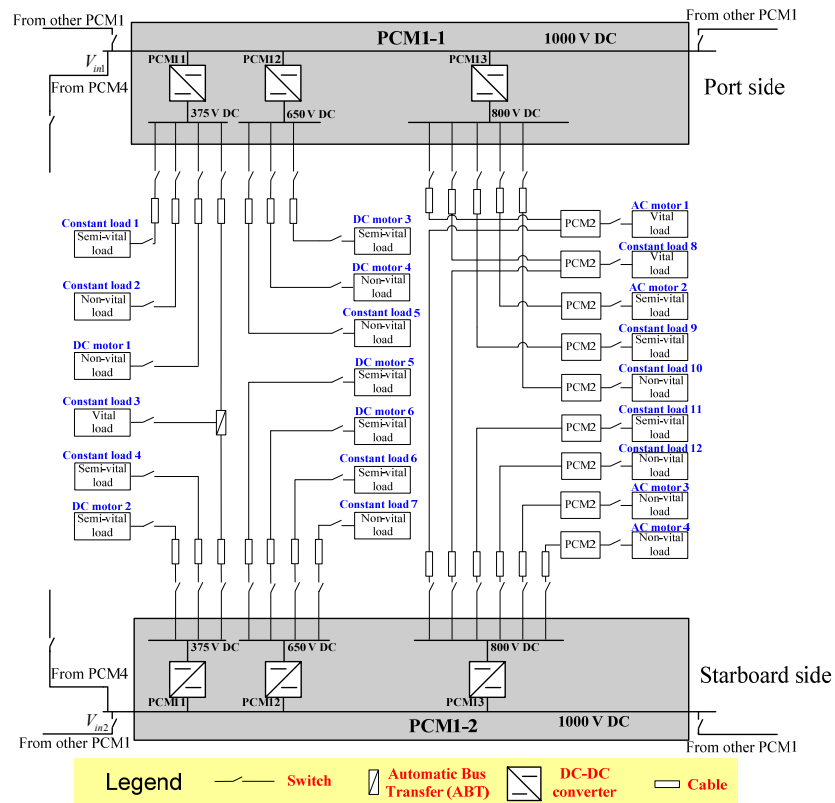 From other PCM1
PCM1-1
1000 V DC
From other PCM1
Vin1
PCM11
PCM12
PCM13
From PCM4
Port side
375 V DC
650 V DC
800 V DC
Constant load 1
Semi-vital
load
Constant load 2
Non-vital
load
DC motor 1
Non-vital
load
Constant load 3
Vital
load
Constant load 4
Semi-vital
load
DC motor 2
Semi-vital
load
DC motor 3
Semi-vital
load
DC motor 4
Non-vital
load
Constant load 5
Non-vital
load
DC motor 5
Semi-vital
load
DC motor 6
Semi-vital
load
Constant load 6
Semi-vital
load
Constant load 7
Non-vital
load
AC motor 1
PCM2
Vital
load
Constant load 8
PCM2
Vital
load
AC motor 2
PCM2
Semi-vital
load
Constant load 9
PCM2
Semi-vital
load
Constant load 10
PCM2
Non-vital
load
Constant load 11
PCM2
Semi-vital
load
Constant load 12
PCM2
Non-vital
load
AC motor 3
PCM2
Non-vital
load
AC motor 4
PCM2
Non-vital
load
375 V DC
650 V DC
800 V DC
From PCM4
Starboard side
PCM11
PCM12
PCM13
Vin2
PCM1-2
1000 V DC
From other PCM1
From other PCM1
Legend
Switch
Automatic Bus
Transfer (ABT)
DC-DC
converter
Cable